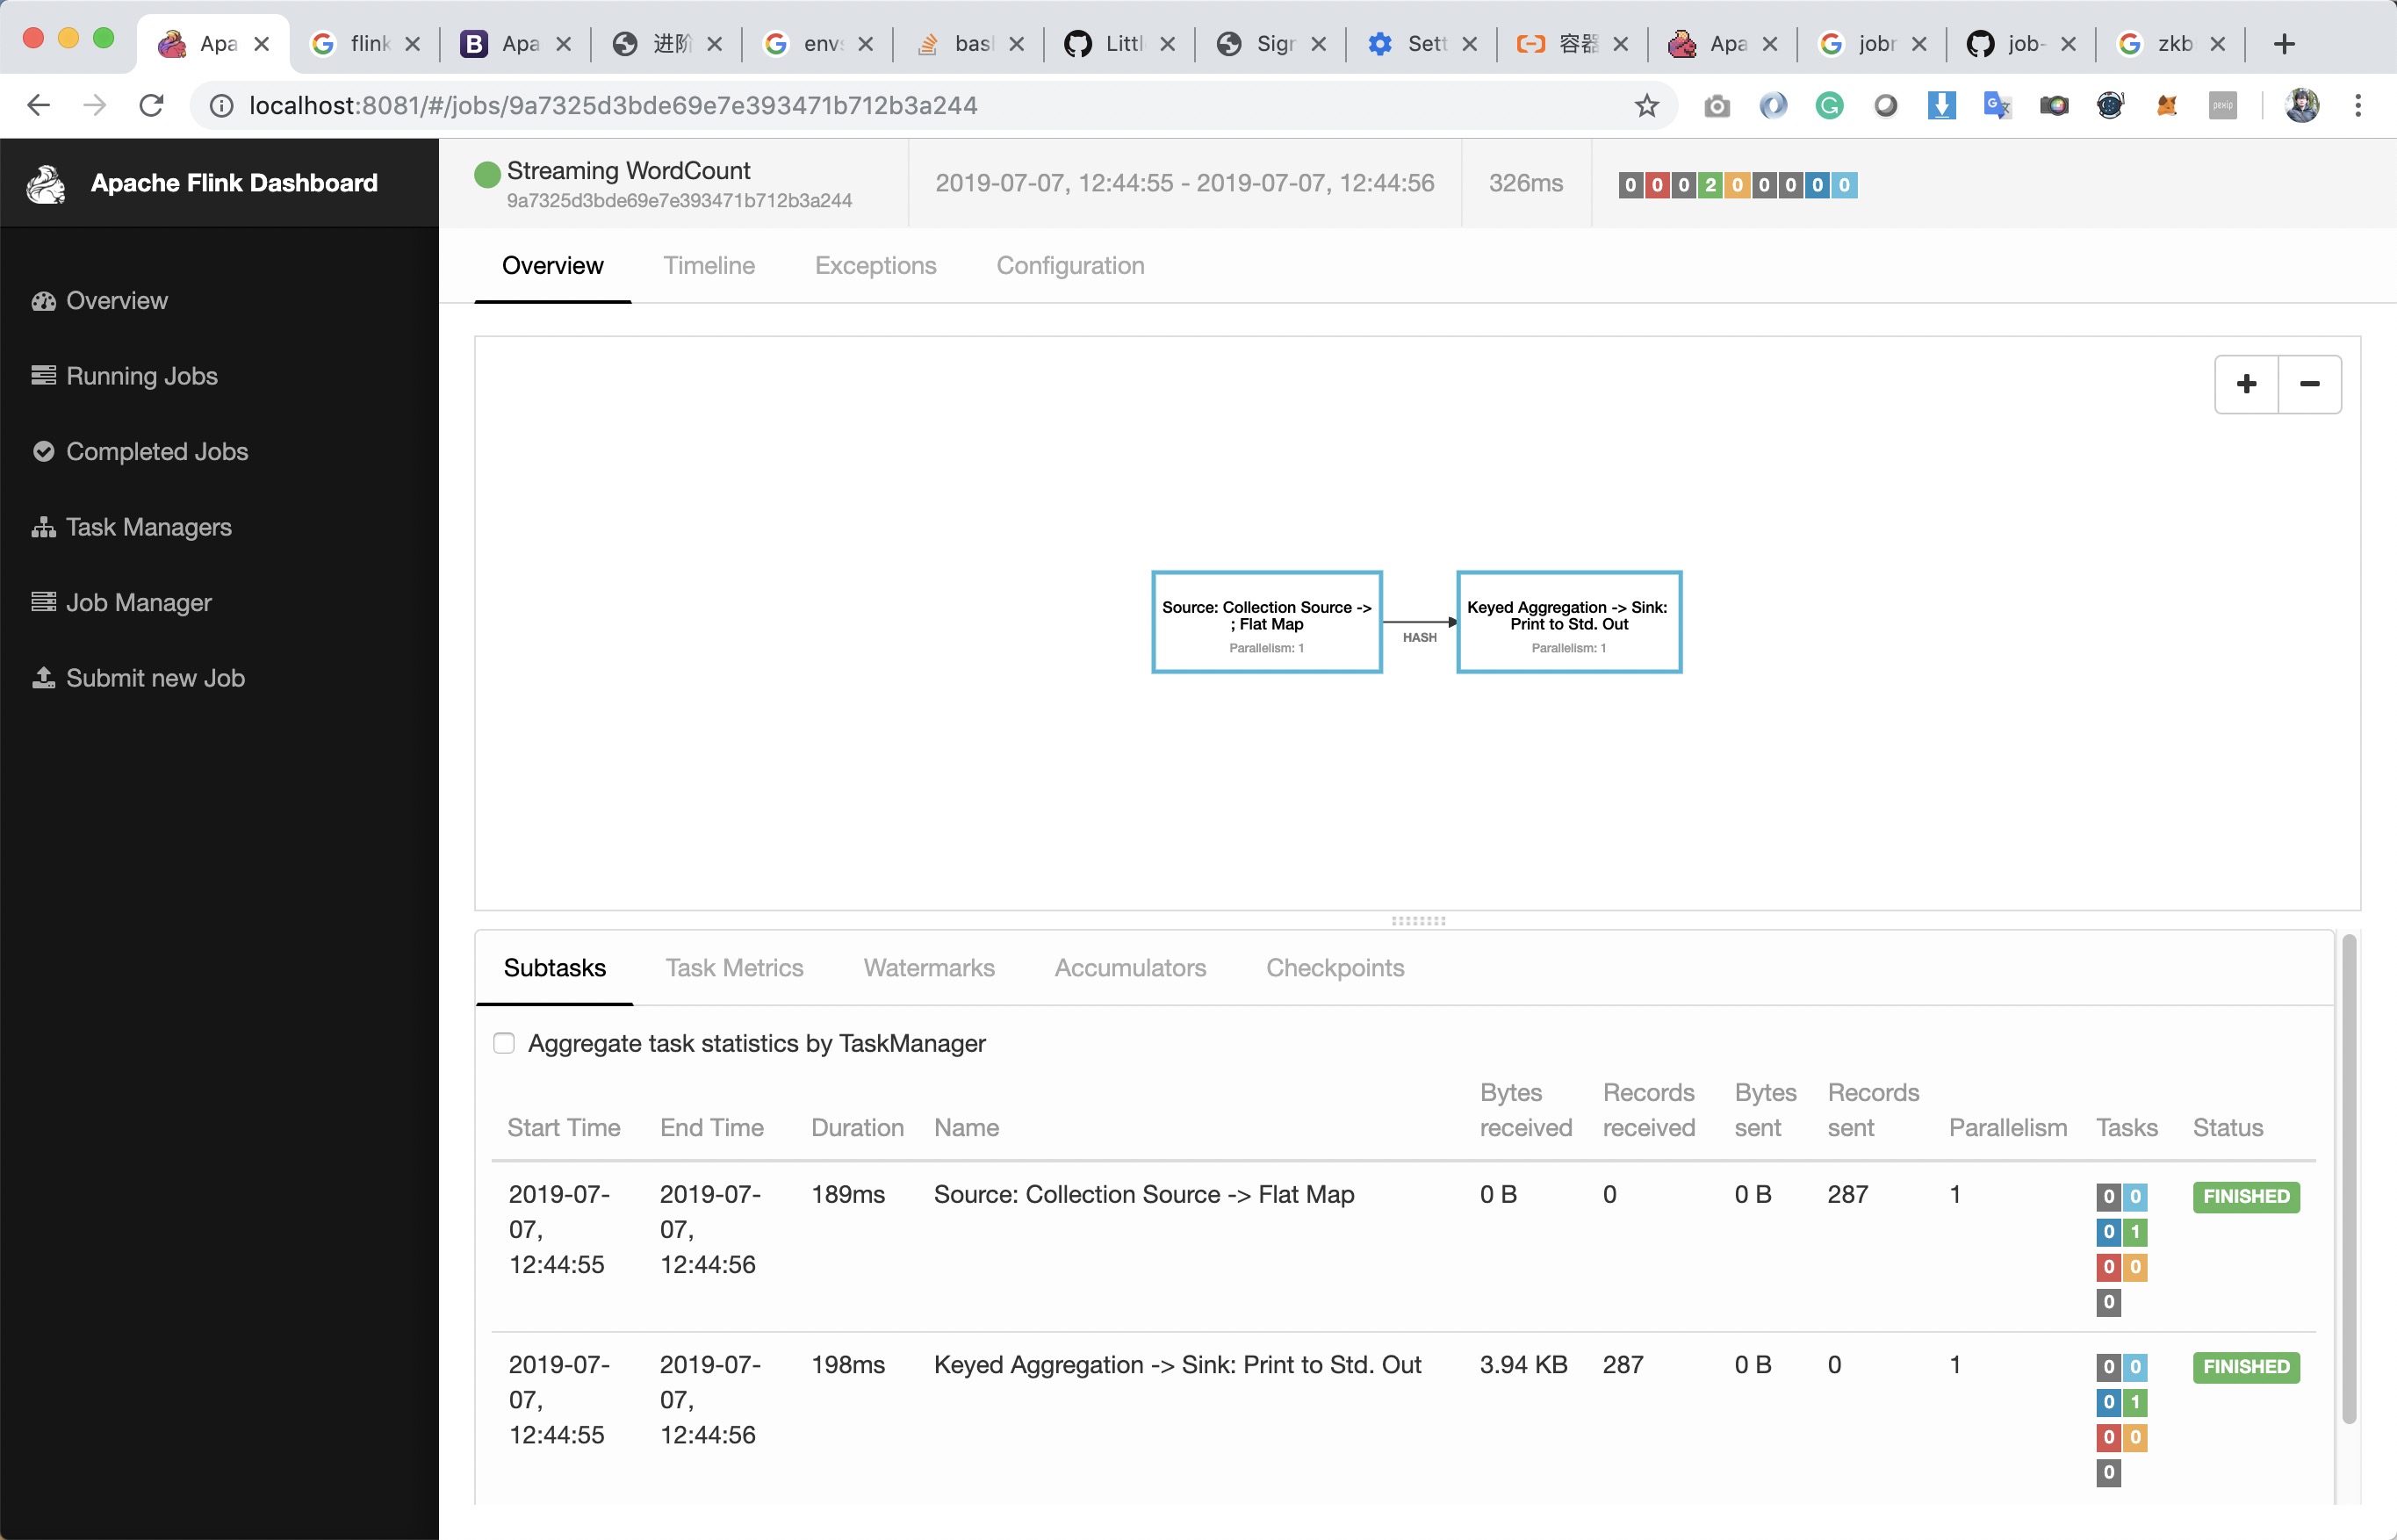 Apa
flink
Apa
进阶
envs
bas
Littl
Sigr
Sett
容器
Apa
jobr
job-
zkb
localhost:8081/#/jobs/9a7325d3bde69e7e393471b712b3a244
pexip
Apache Flink Dashboard
Streaming WordCount
9a7325d3bde69e7e393471b712b3a244
2019-07-07, 12:44:55 - 2019-07-07, 12:44:56
326ms
0 0 0 2 0 0 0 0 0
Overview
Running Jobs
Completed Jobs
Task Managers
Job Manager
Submit new Job
Overview Timeline Exceptions Configuration
Source: Collection Source ->
; Flat Map
Parallelism: 1
HASH
Keyed Aggregation -> Sink:
Print to Std. Out
Parallelism: 1
Subtasks Task Metrics Watermarks Accumulators Checkpoints
Aggregate task statistics by TaskManager
Start Time End Time Duration Name Bytes received Records received Bytes sent Records sent Parallelism Tasks Status
2019-07- 2019-07- 189ms Source: Collection Source -> Flat Map 0 B 0 0 B 287 1 0 0 FINISHED
07, 07, 0 1
12:44:55 12:44:56 0 0
0
2019-07- 2019-07- 198ms Keyed Aggregation -> Sink: Print to Std. Out 3.94 KB 287 0 B 0 1 0 0 FINISHED
07, 07, 0 1
12:44:55 12:44:56 0 0
0